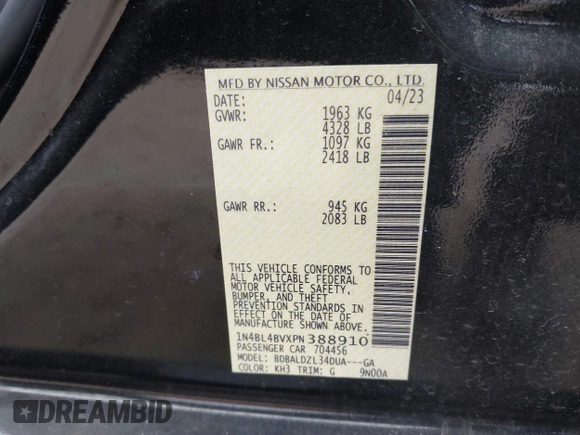 MFD BY NISSAN MOTOR CO., LTD.
DATE: 04/23
GVWR: 1963 KG
4328 LB
GAWR FR.: 1097 KG
2418 LB
GAWR RR.: 945 KG
2083 LB
THIS VEHICLE CONFORMS TO
ALL APPLICABLE FEDERAL
MOTOR VEHICLE SAFETY,
BUMPER, AND THEFT
PREVENTION STANDARDS IN
EFFECT ON THE DATE OF
MANUFACTURE SHOWN ABOVE.
1N4BL4BVXPN388910
PASSENGER CAR 704456
MODEL: BDBALDZL34DUA---GA
COLOR: KH3 TRIM: G 9N00A
DREAMBID